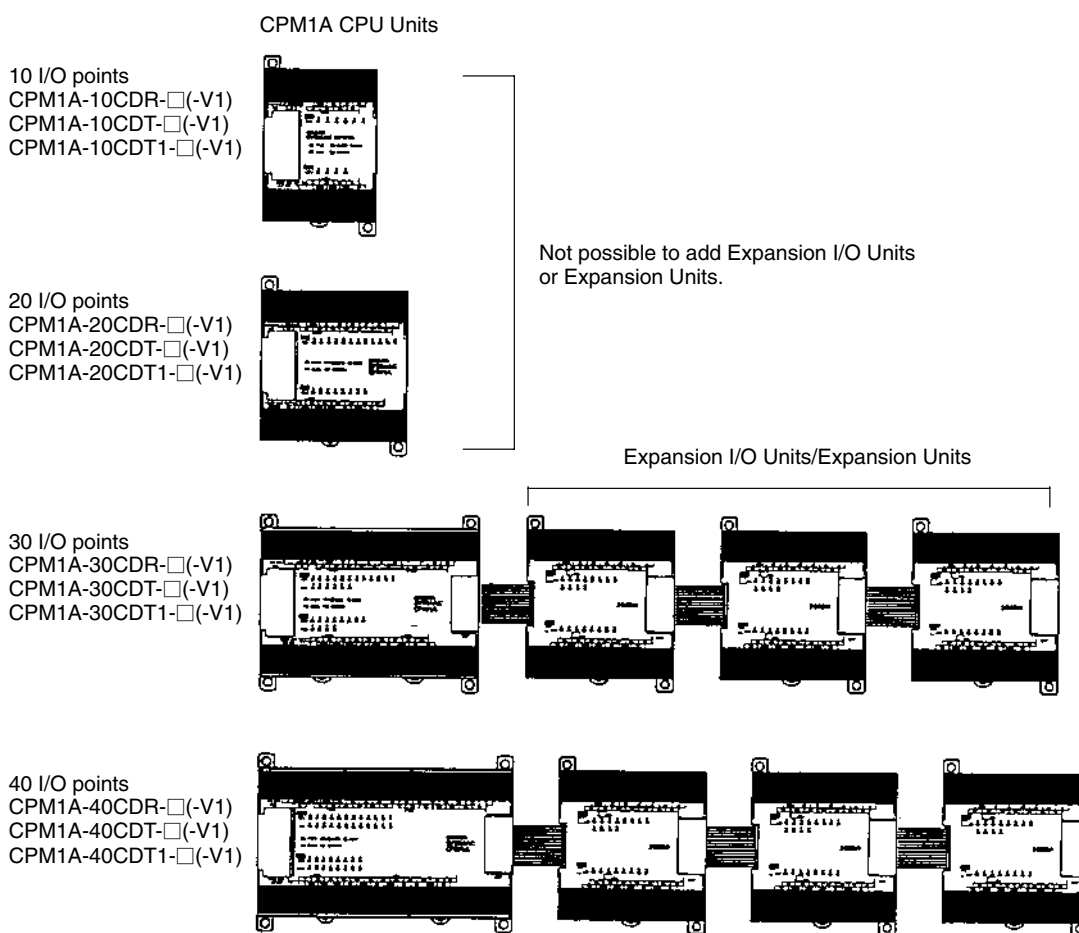 CPM1A CPU Units
10 I/O points
CPM1A-10CDR-□(-V1)
CPM1A-10CDT-□(-V1)
CPM1A-10CDT1-□(-V1)
Not possible to add Expansion I/O Units
or Expansion Units.
20 I/O points
CPM1A-20CDR-□(-V1)
CPM1A-20CDT-□(-V1)
CPM1A-20CDT1-□(-V1)
Expansion I/O Units/Expansion Units
30 I/O points
CPM1A-30CDR-□(-V1)
CPM1A-30CDT-□(-V1)
CPM1A-30CDT1-□(-V1)
40 I/O points
CPM1A-40CDR-□(-V1)
CPM1A-40CDT-□(-V1)
CPM1A-40CDT1-□(-V1)